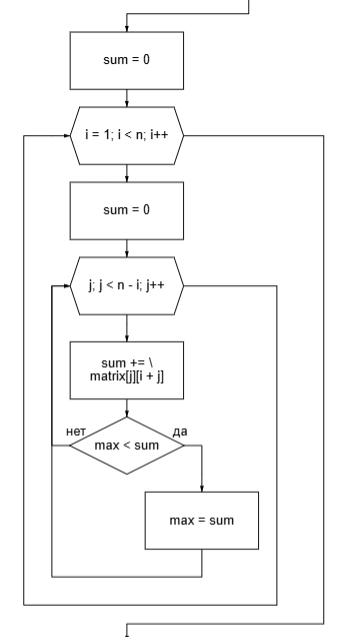 sum = 0
i = 1; i < n; i++
sum = 0
j; j < n - i; j++
sum += \
matrix[j][i + j]
нет
да
max < sum
max = sum